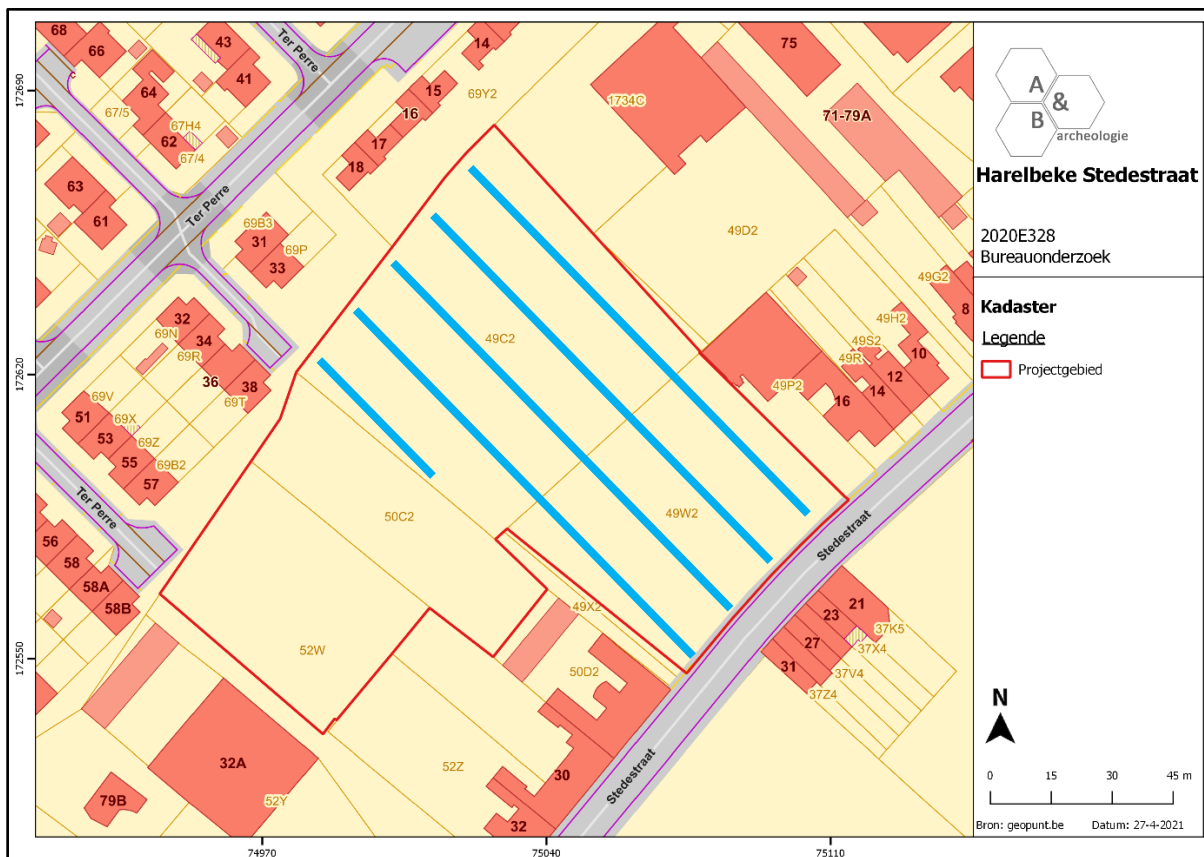 68
66
43
41
Ter Perre
14
75
15
16
69Y2
1734C
71-79A
64
67/5
67H4
62
67/4
17
18
63
61
Ter Perre
69B3
31
69P
33
49D2
49G2
8
32
69N
34
69R
36
38
69T
49C2
49H2
49S2
49R
10
12
14
16
49P2
69V
51
69X
53
69Z
55
69B2
57
Ter Perre
50C2
49W2
Stedestraat
56
58
58A
58B
49X2
21
23
37K5
27
37X4
31
37V4
37Z4
52W
50D2
32A
52Z
30
Stedestraat
79B
52Y
32
172690
172620
172550
74970
75040
75110
A
&
B
archeologie
Harelbeke Stedestraat
2020E328
Bureauonderzoek
Kadaster
Legende
Projectgebied
N
0 15 30 45 m
Bron: geopunt.be Datum: 27-4-2021